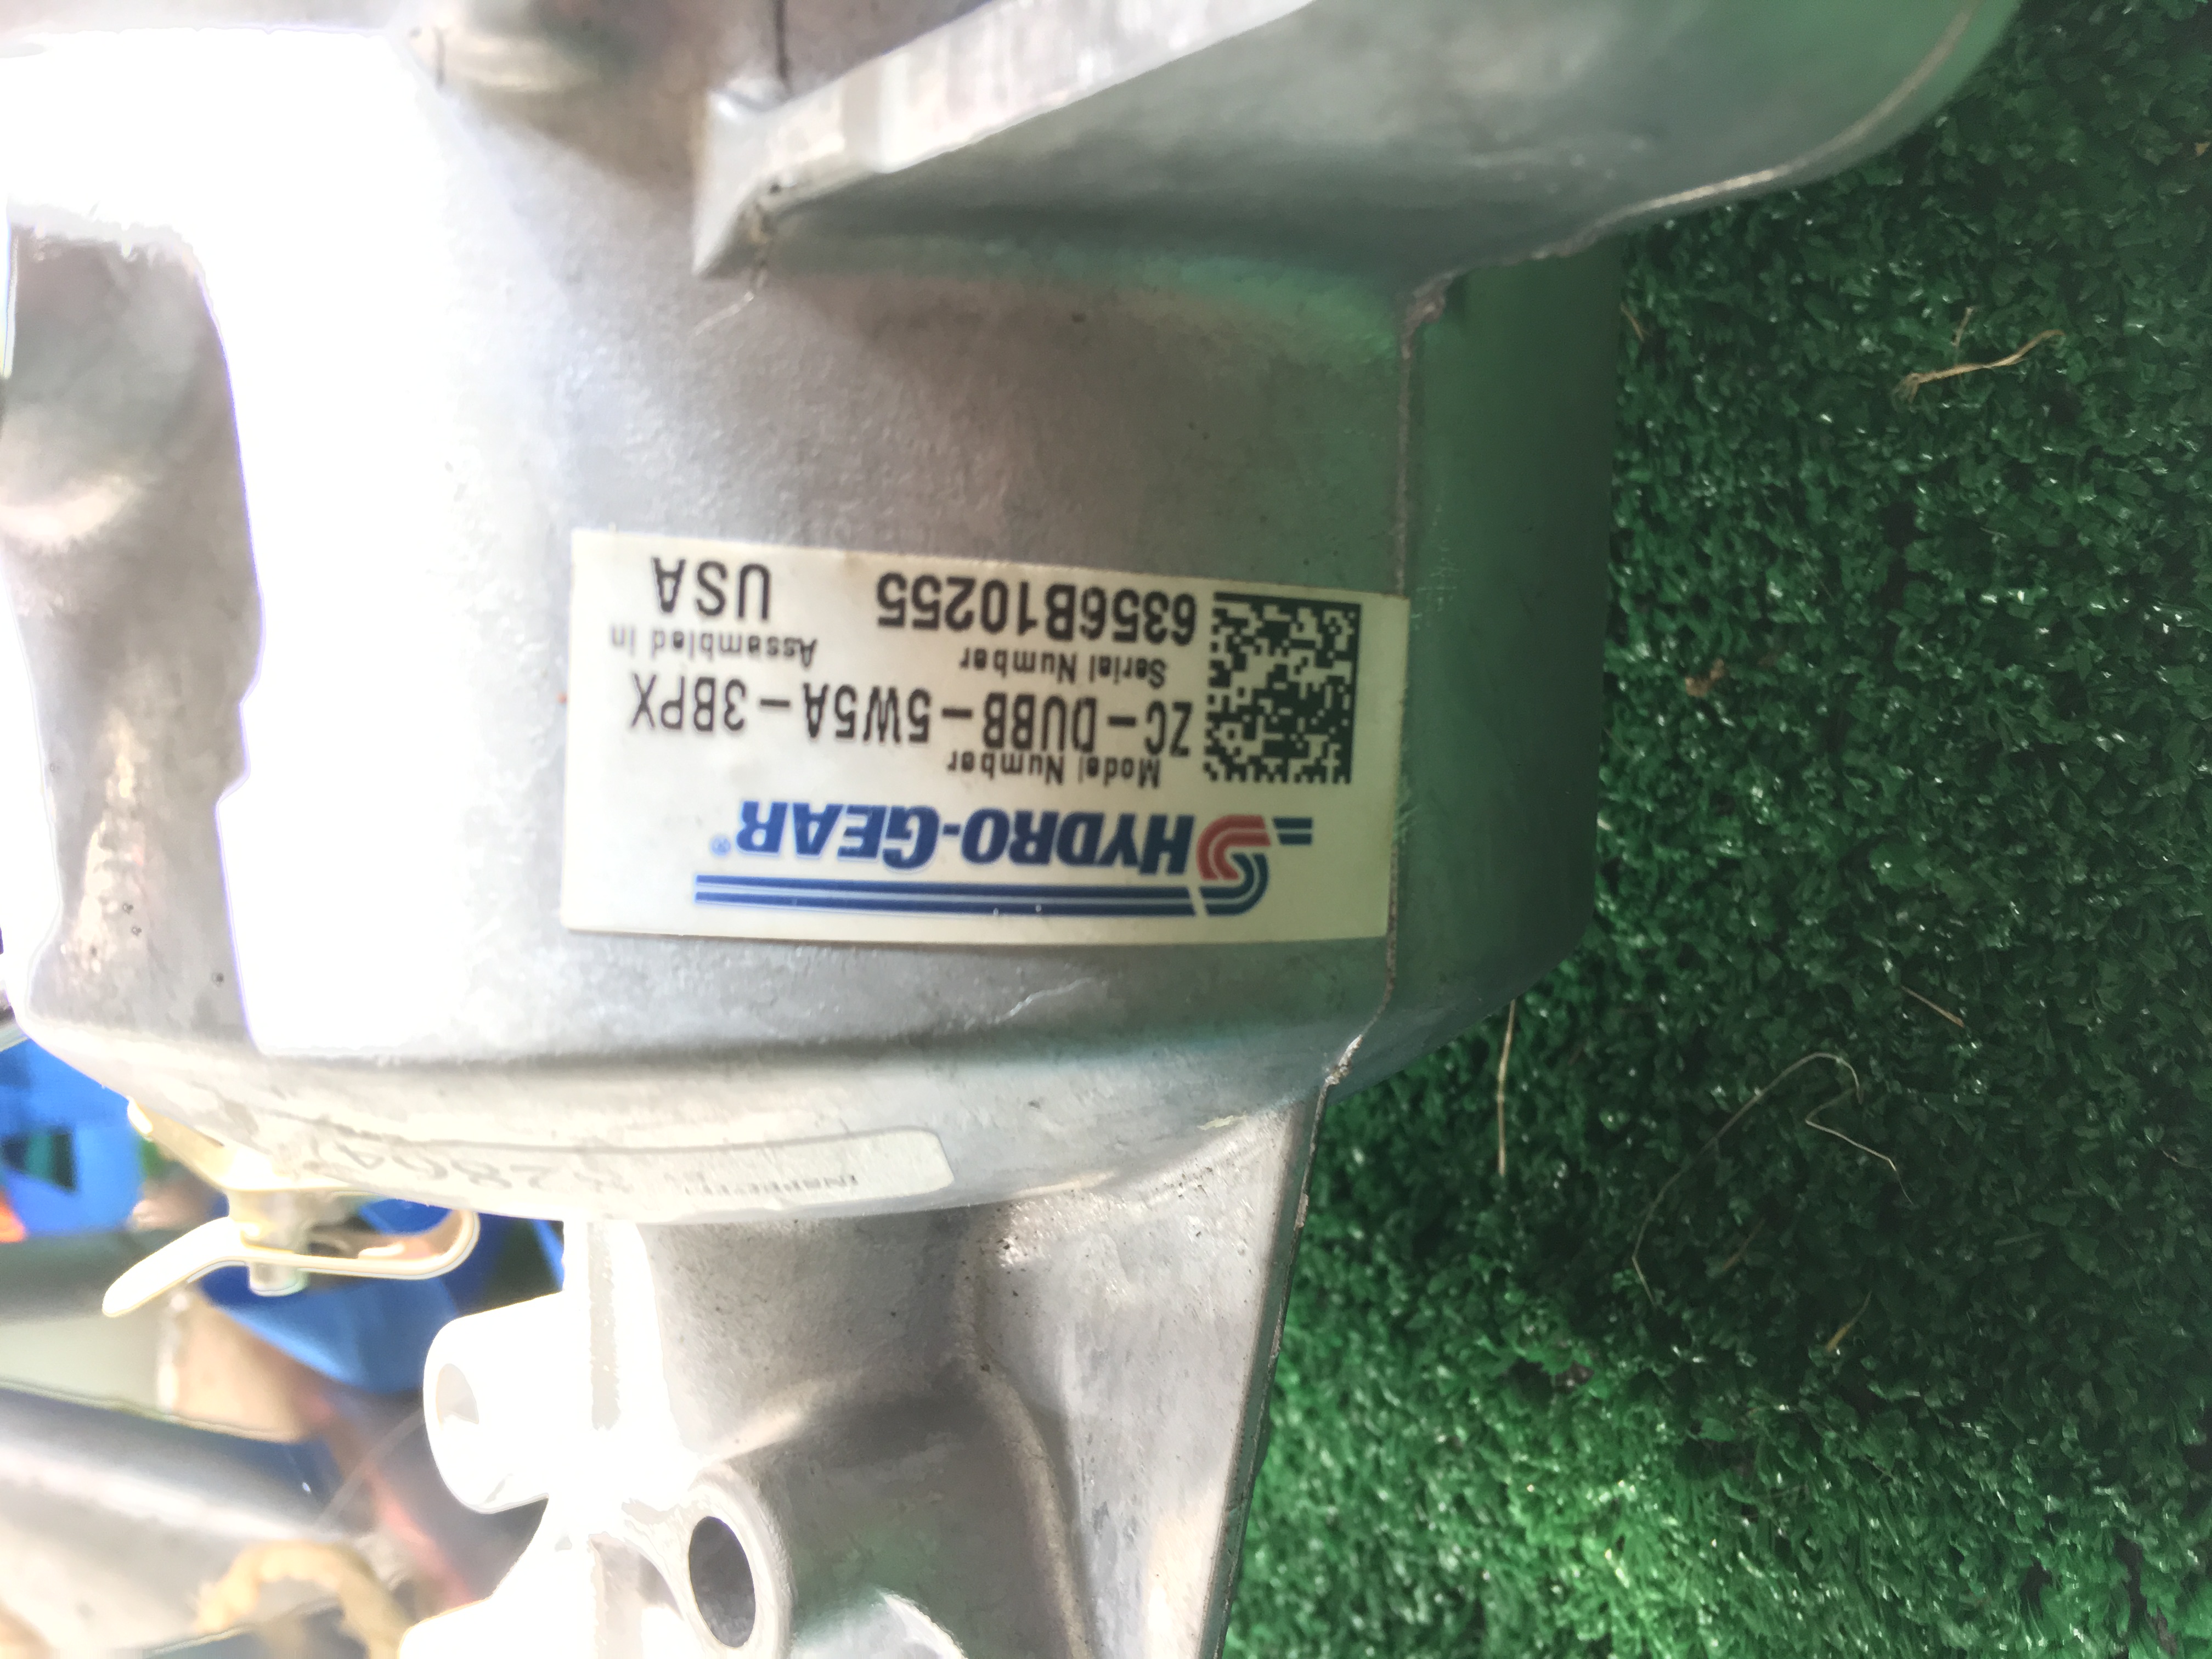 HYDRO-GEAR®
Model Number
ZC-DUBB-5W5A-3BPX
Serial Number Assembled in
6356B10255 USA